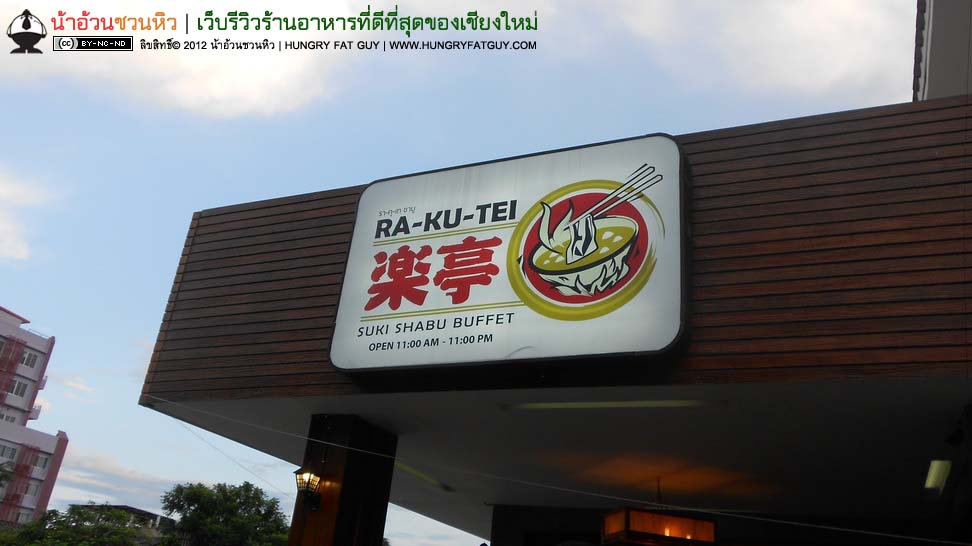 น้าอ้วนชวนหิว | เว็บรีวิวร้านอาหารที่ดีที่สุดของเชียงใหม่
cc BY-NC-ND ลิขสิทธิ์© 2012 น้าอ้วนชวนหิว | HUNGRY FAT GUY | WWW.HUNGRYFATGUY.COM
RA-KU-TEI
楽亭
SUKI SHABU BUFFET
OPEN 11:00 AM - 11:00 PM